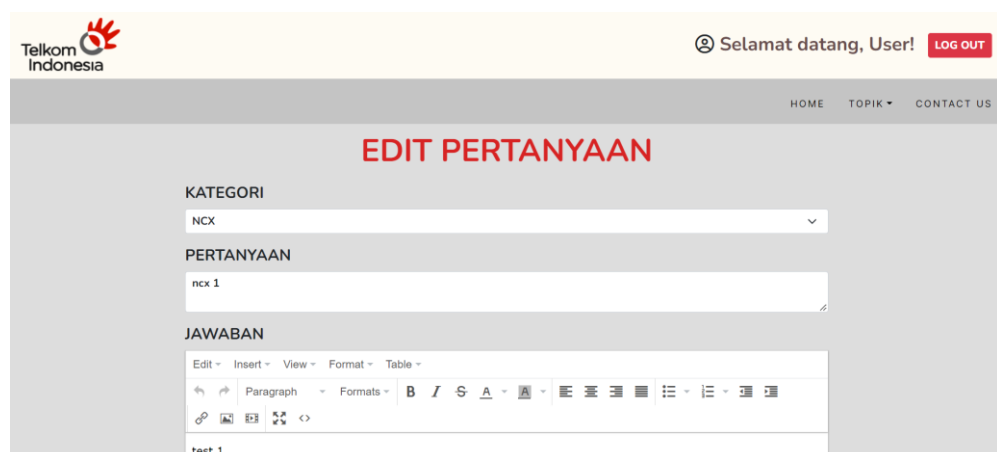 Telkom
Indonesia
Selamat datang, User! LOG OUT
HOME TOPIK CONTACT US
EDIT PERTANYAAN
KATEGORI
NCX
PERTANYAAN
ncx 1
JAWABAN
Edit Insert View Format Table
Paragraph Formats B I S A A
test 1